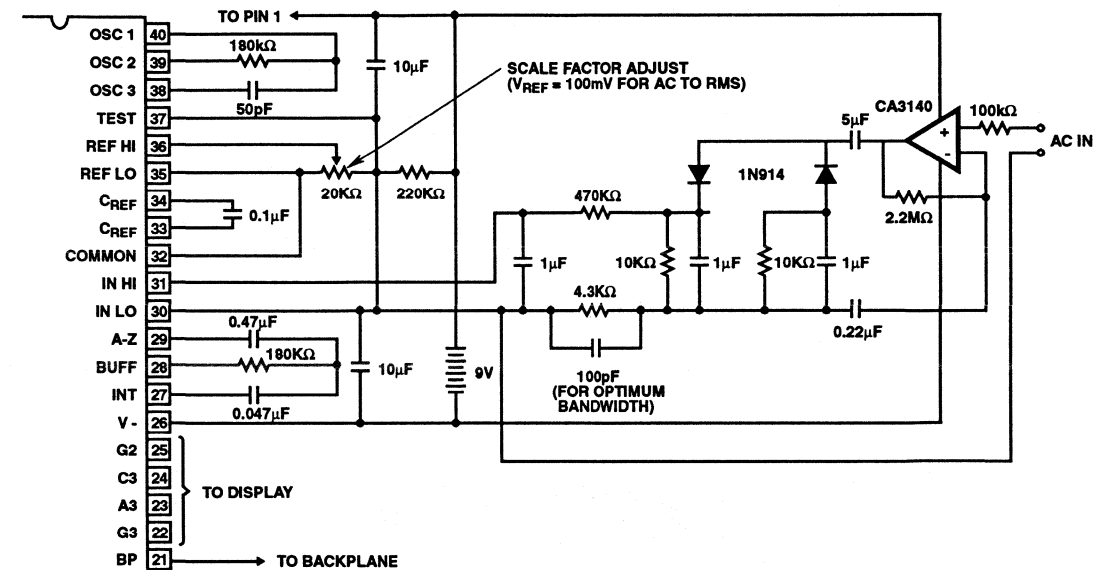 TO PIN 1
OSC 1 40
180kΩ
OSC 2 39
OSC 3 38
50pF
TEST 37
REF HI 36
REF LO 35
20KΩ
220KΩ
10µF
SCALE FACTOR ADJUST
(VREF = 100mV FOR AC TO RMS)
CREF 34
0.1µF
CREF 33
COMMON 32
IN HI 31
IN LO 30
0.47µF
A-Z 29
180KΩ
BUFF 28
INT 27
0.047µF
V - 26
10µF
9V
G2 25
C3 24
TO DISPLAY
A3 23
G3 22
BP 21
TO BACKPLANE
CA3140
+
-
100kΩ
AC IN
5µF
1N914
2.2MΩ
470KΩ
1µF
10KΩ
1µF
10KΩ
1µF
4.3KΩ
0.22µF
100pF
(FOR OPTIMUM
BANDWIDTH)